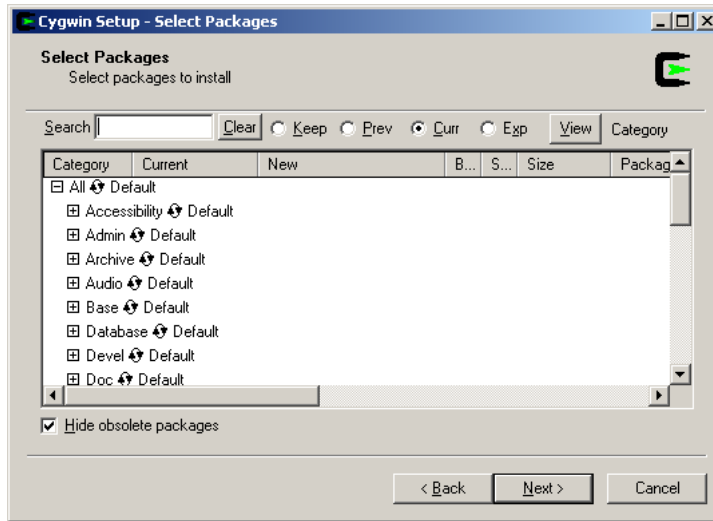 Cygwin Setup - Select Packages
Select Packages
Select packages to install
Search Clear Keep Prev Curr Exp View Category
Category Current New B... S... Size Packag
All Default
Accessibility Default
Admin Default
Archive Default
Audio Default
Base Default
Database Default
Devel Default
Doc Default
Hide obsolete packages
< Back Next > Cancel